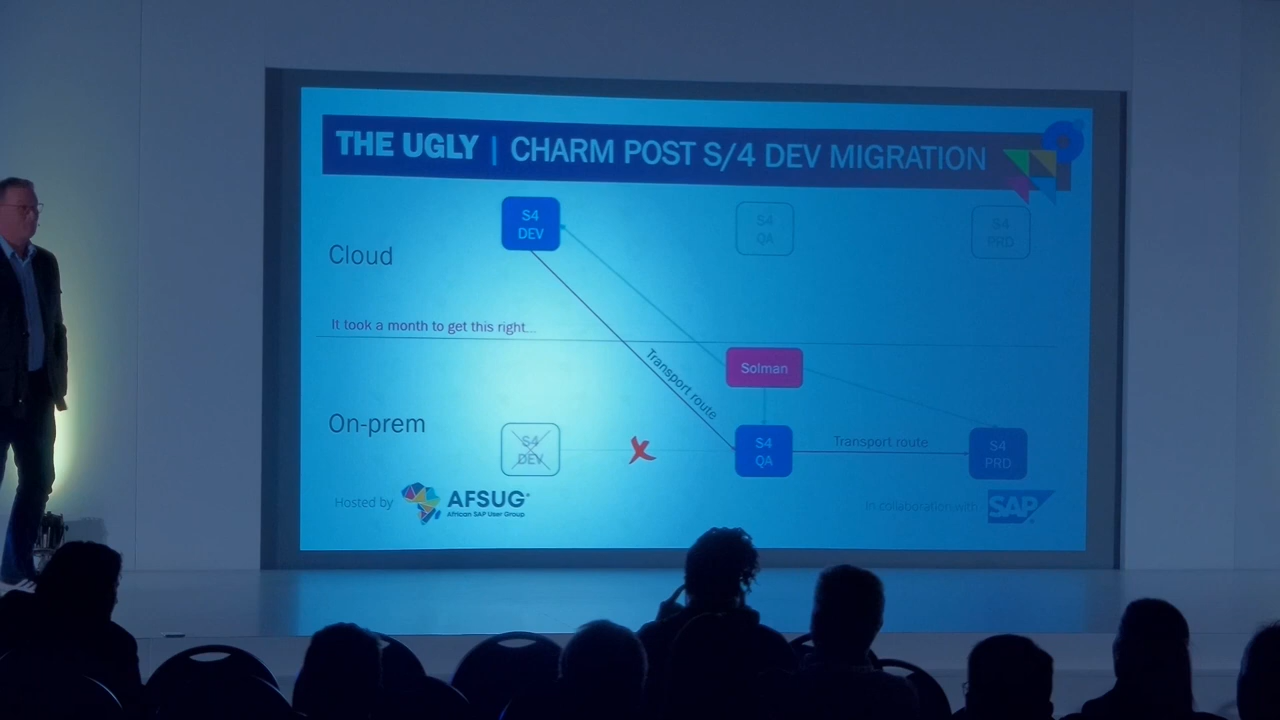 THE UGLY | CHARM POST S/4 DEV MIGRATION
S4
DEV
S4
QA
S4
PRD
Cloud
It took a month to get this right...
Solman
Transport route
On-prem
S4
DEV
S4
QA
Transport route
S4
PRD
Hosted by
AFSUG
African SAP User Group
In collaboration with
SAP